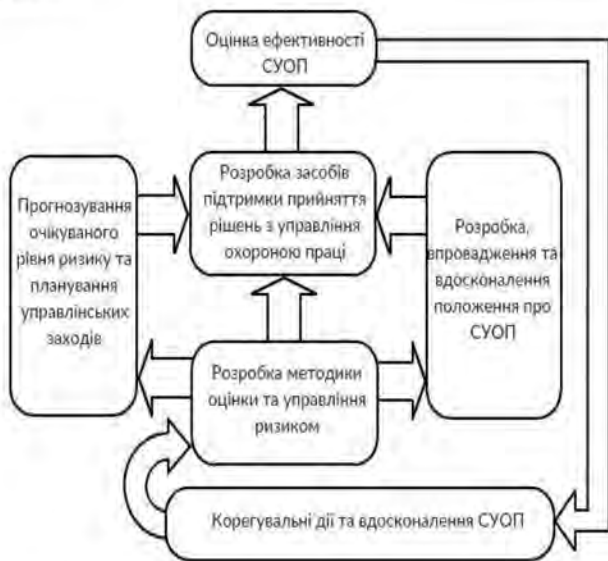 Оцінка ефективності
СУОП
Розробка засобів
підтримки прийняття
рішень з управління
охороною праці
Прогнозування
очікуваного
рівня ризику та
планування
управлінських
заходів
Розробка,
впровадження та
вдосконалення
положення про
СУОП
Розробка методики
оцінки та управління
ризиком
Корегувальні дії та вдосконалення СУОП